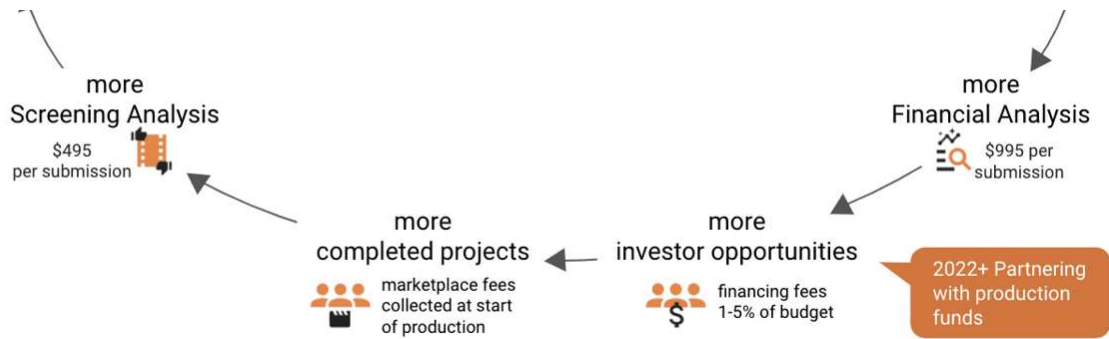 more
Screening Analysis
$495
per submission
more
Financial Analysis
$995 per
submission
more
completed projects
marketplace fees
collected at start
of production
more
investor opportunities
$
financing fees
1-5% of budget
2022+ Partnering
with production
funds